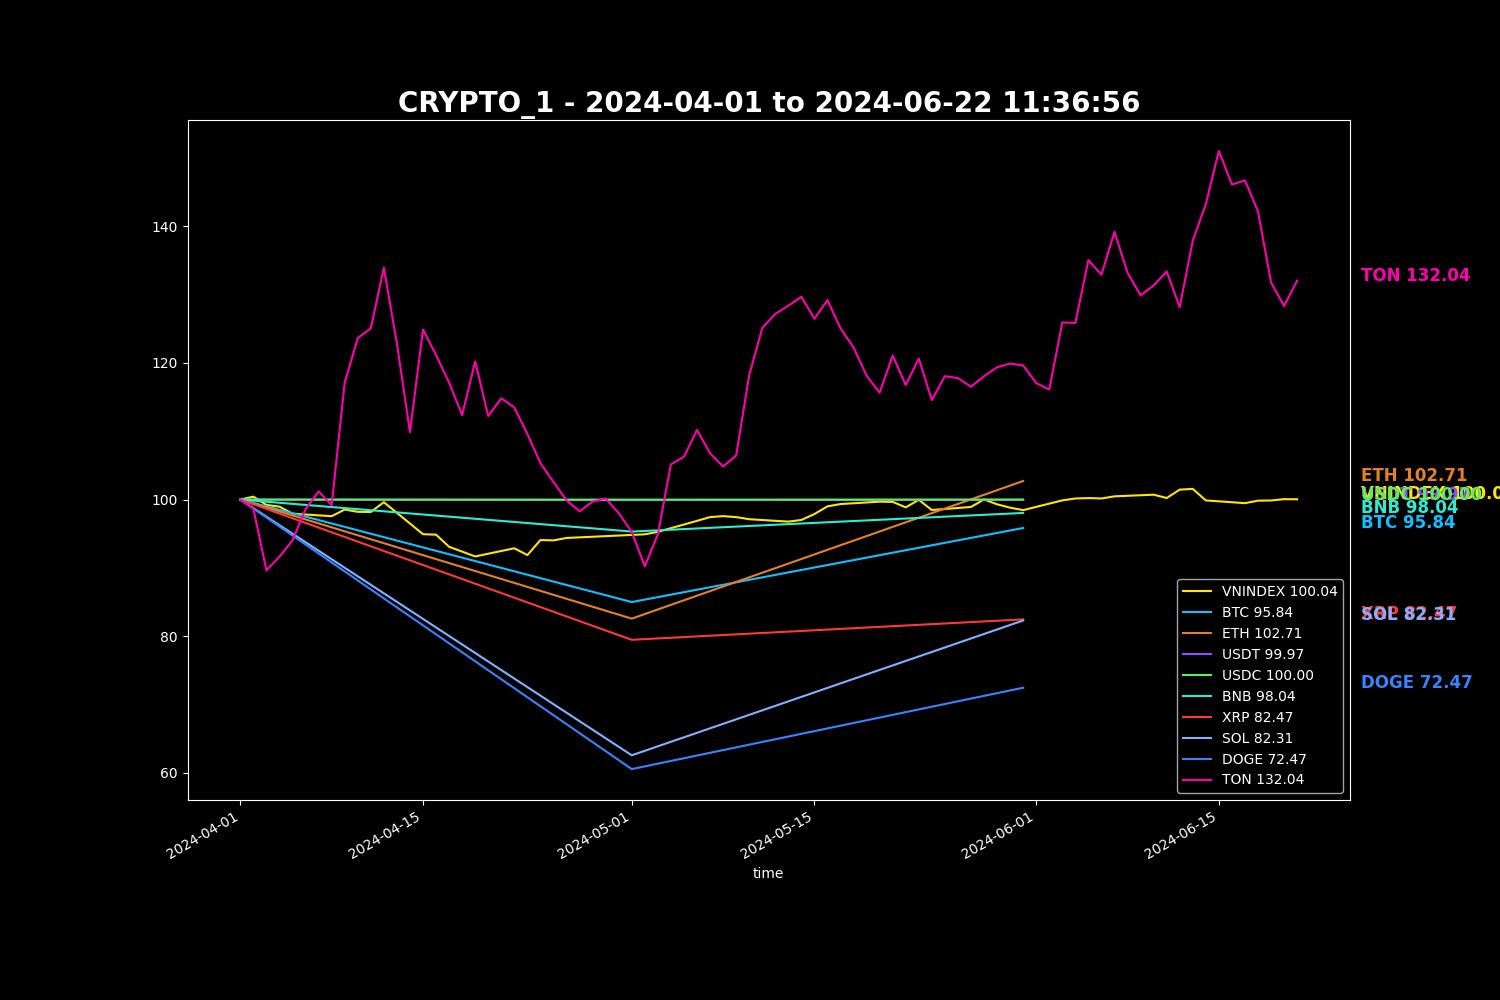 CRYPTO_1 - 2024-04-01 to 2024-06-22 11:36:56
140
120
100
80
60
TON 132.04
ETH 102.71
BNB 98.04
BTC 95.84
SOL 82.31
DOGE 72.47
VNINDEX 100.04
BTC 95.84
ETH 102.71
USDT 99.97
USDC 100.00
BNB 98.04
XRP 82.47
SOL 82.31
DOGE 72.47
TON 132.04
2024-04-01
2024-04-15
2024-05-01
2024-05-15
2024-06-01
2024-06-15
time